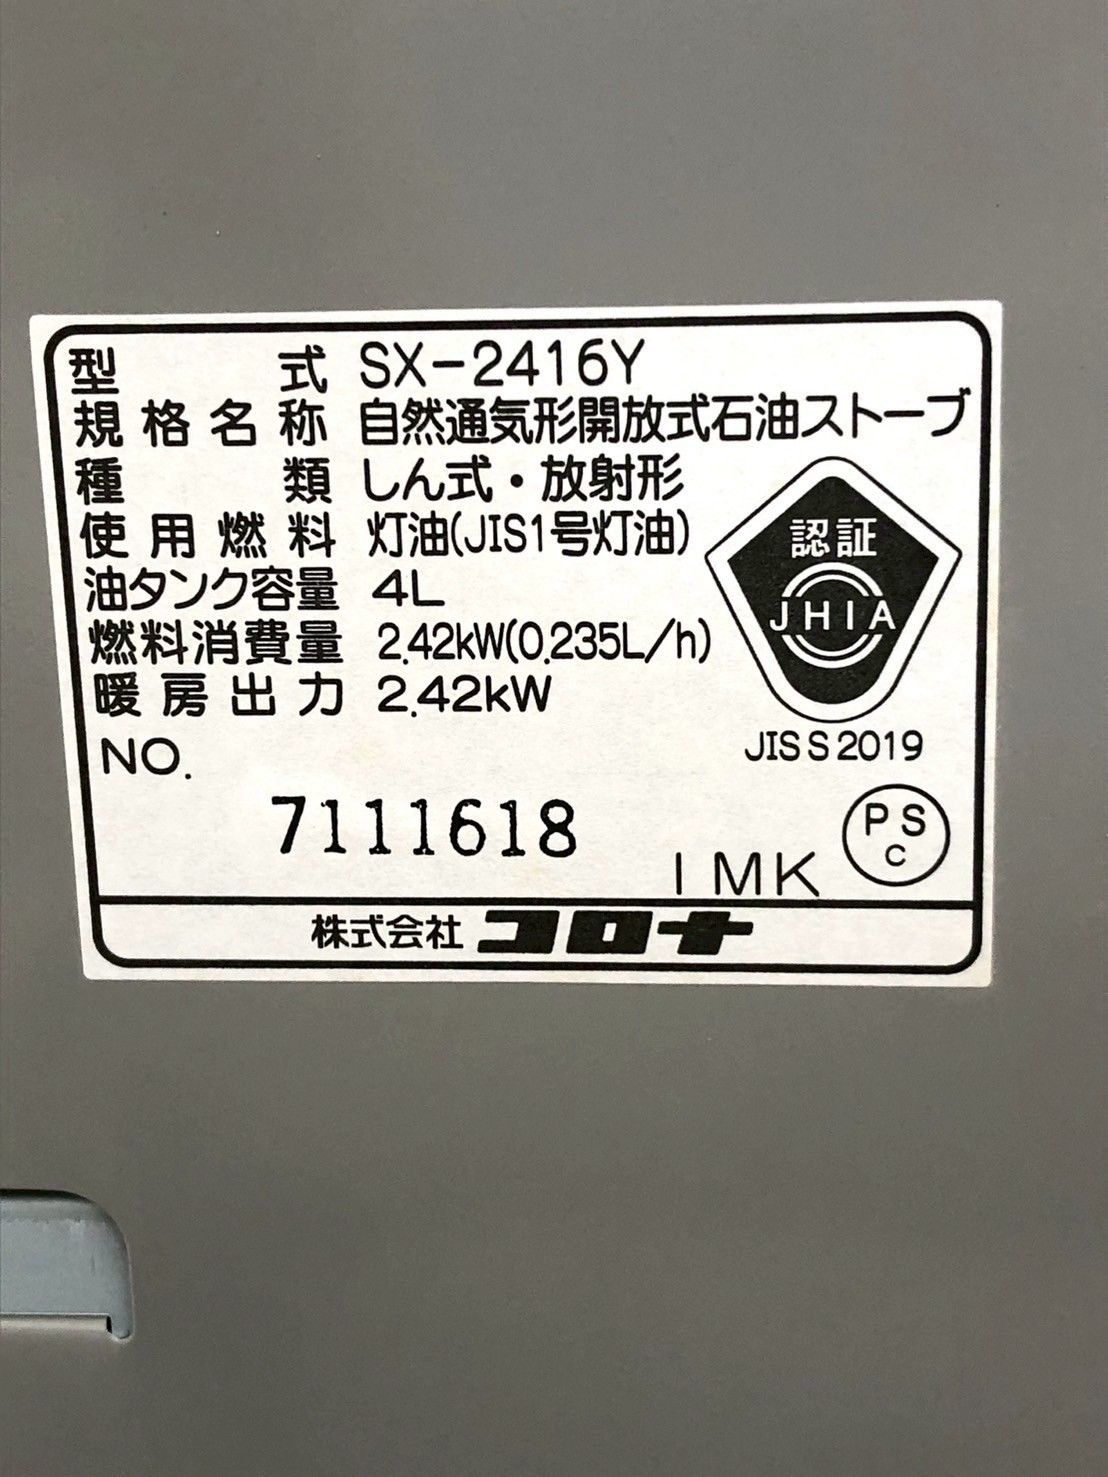 型式 SX-2416Y
規格名称 自然通気形開放式石油ストーブ
種類 しん式・放射形
使用燃料 灯油(JIS1号灯油)
油タンク容量 4L
燃料消費量 2.42kW(0.235L/h)
暖房出力 2.42kW
認証
JHIA
JIS S 2019
NO.
7111618
PS
C
1MK
株式会社 コロナ